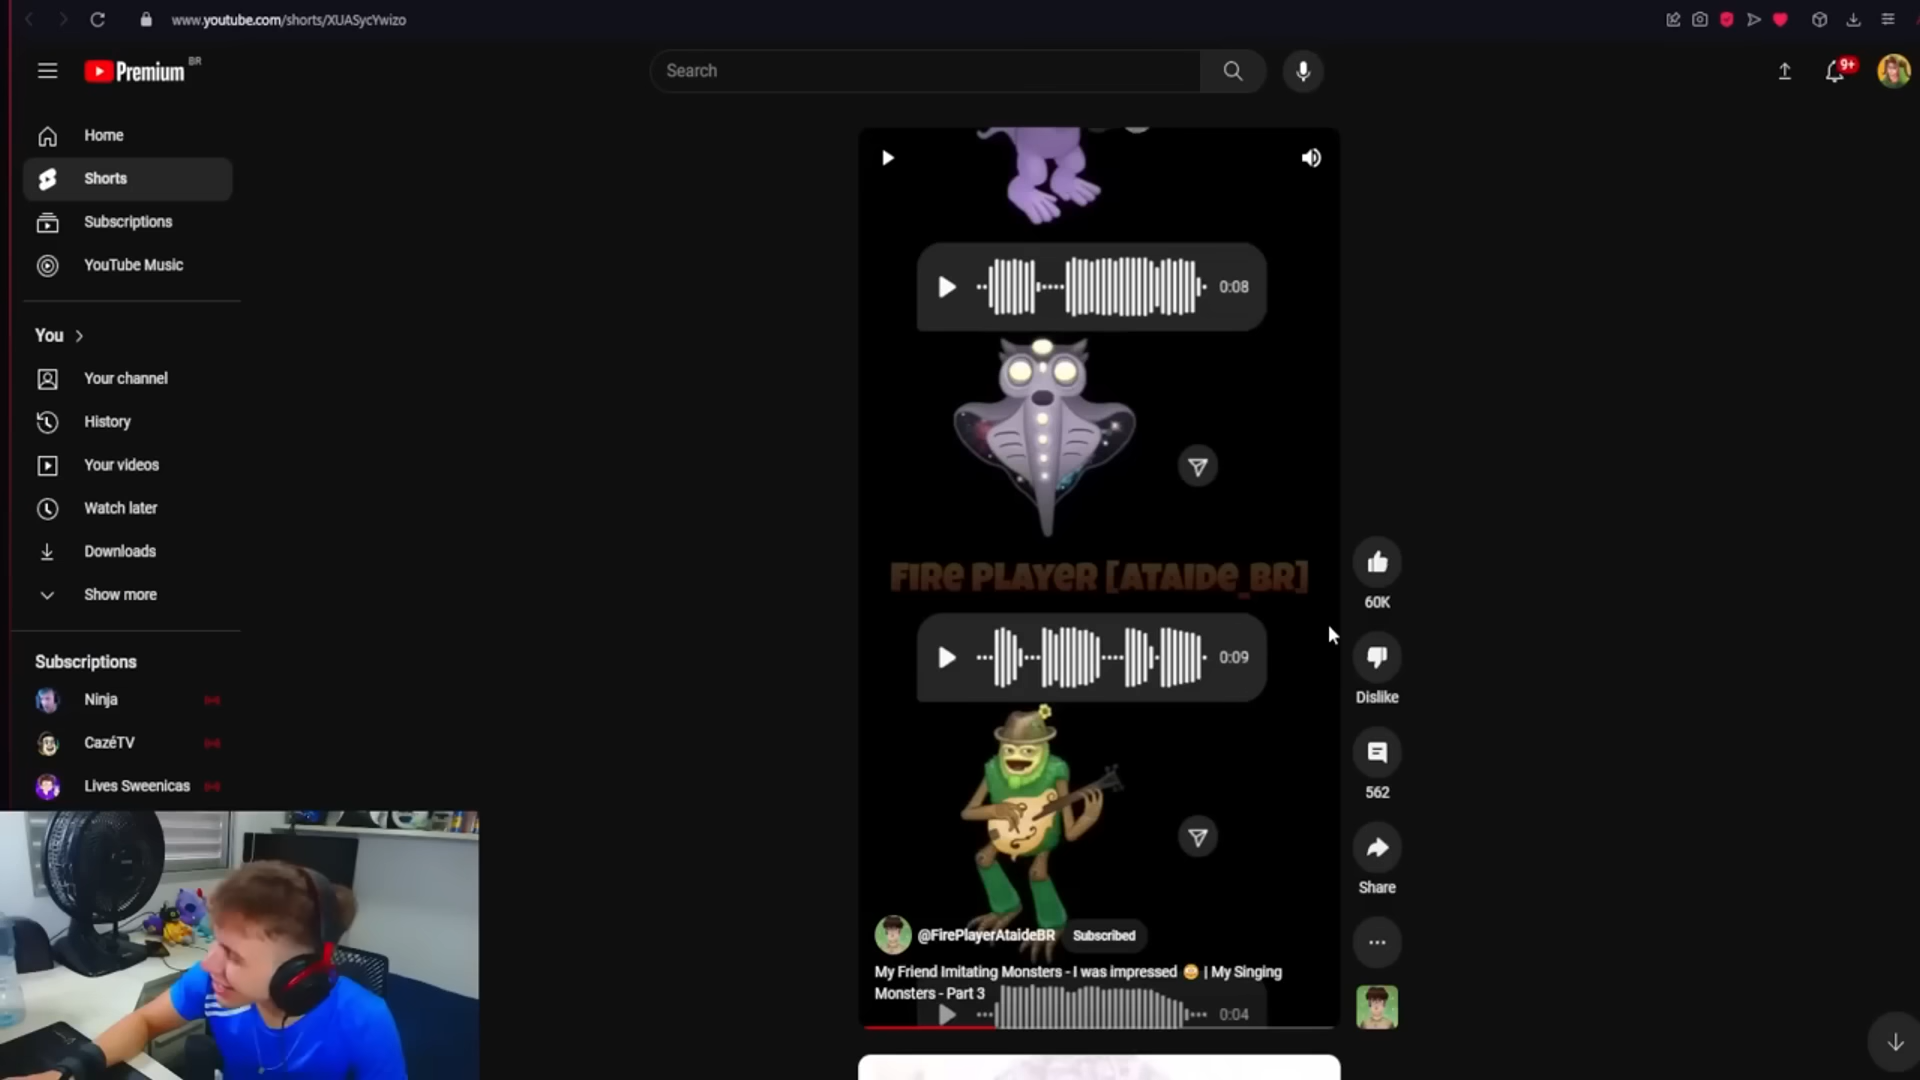 www.youtube.com/shorts/XUASycYwizo
Premium BR
Search
9+
Home
Shorts
Subscriptions
YouTube Music
You
Your channel
History
Your videos
Watch later
Downloads
Show more
Subscriptions
Ninja
CazéTV
Lives Sweenicas
0:08
FIRE PLAYER [ATAIDE_BR]
0:09
60K
Dislike
562
Share
@FirePlayerAtaideBR Subscribed
My Friend Imitating Monsters - I was impressed 😳 | My Singing
Monsters - Part 3
0:04